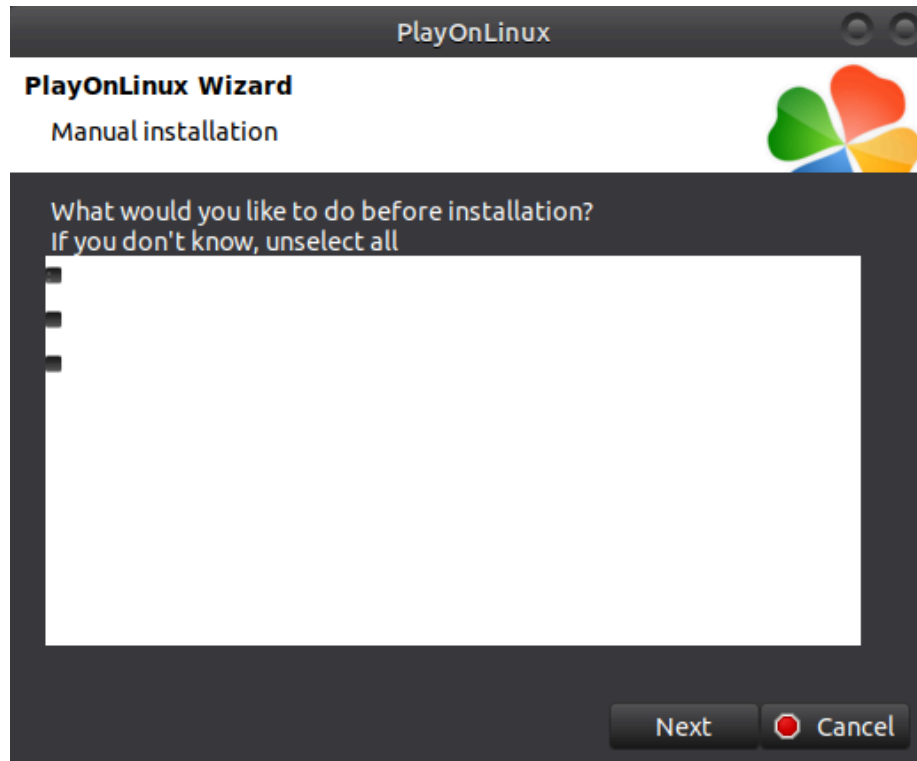 PlayOnLinux
PlayOnLinux Wizard
Manual installation
What would you like to do before installation?
If you don't know, unselect all
Next
Cancel